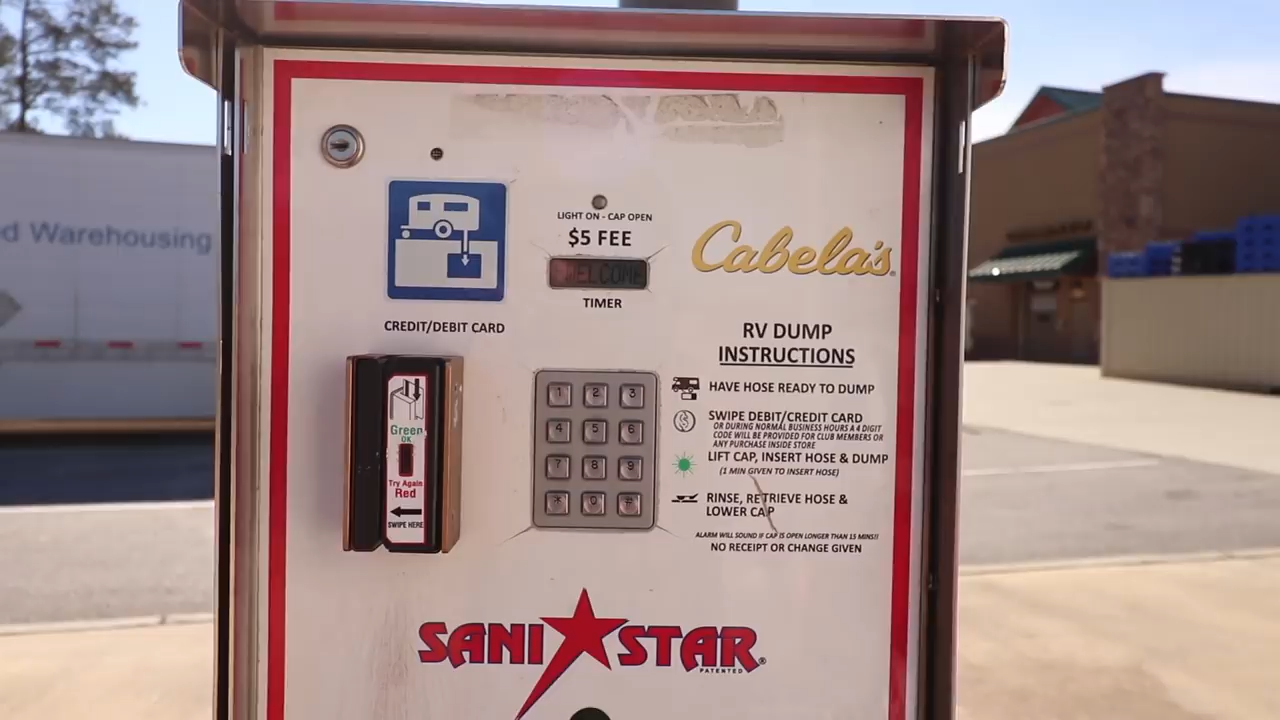 d Warehousing
LIGHT ON - CAP OPEN
$5 FEE
WELCOME
TIMER
CREDIT/DEBIT CARD
Green
OK
Try Again
Red
SWIPE HERE
1 2 3
4 5 6
7 8 9
* 0 #
Cabela's®
RV DUMP
INSTRUCTIONS
HAVE HOSE READY TO DUMP
SWIPE DEBIT/CREDIT CARD
OR DURING NORMAL BUSINESS HOURS A 4 DIGIT
CODE WILL BE PROVIDED FOR CLUB MEMBERS OR
ANY PURCHASE INSIDE STORE
LIFT CAP, INSERT HOSE & DUMP
(1 MIN GIVEN TO INSERT HOSE)
RINSE, RETRIEVE HOSE &
LOWER CAP
ALARM WILL SOUND IF CAP IS OPEN LONGER THAN 15 MINS!!
NO RECEIPT OR CHANGE GIVEN
SANI STAR®
PATENTED